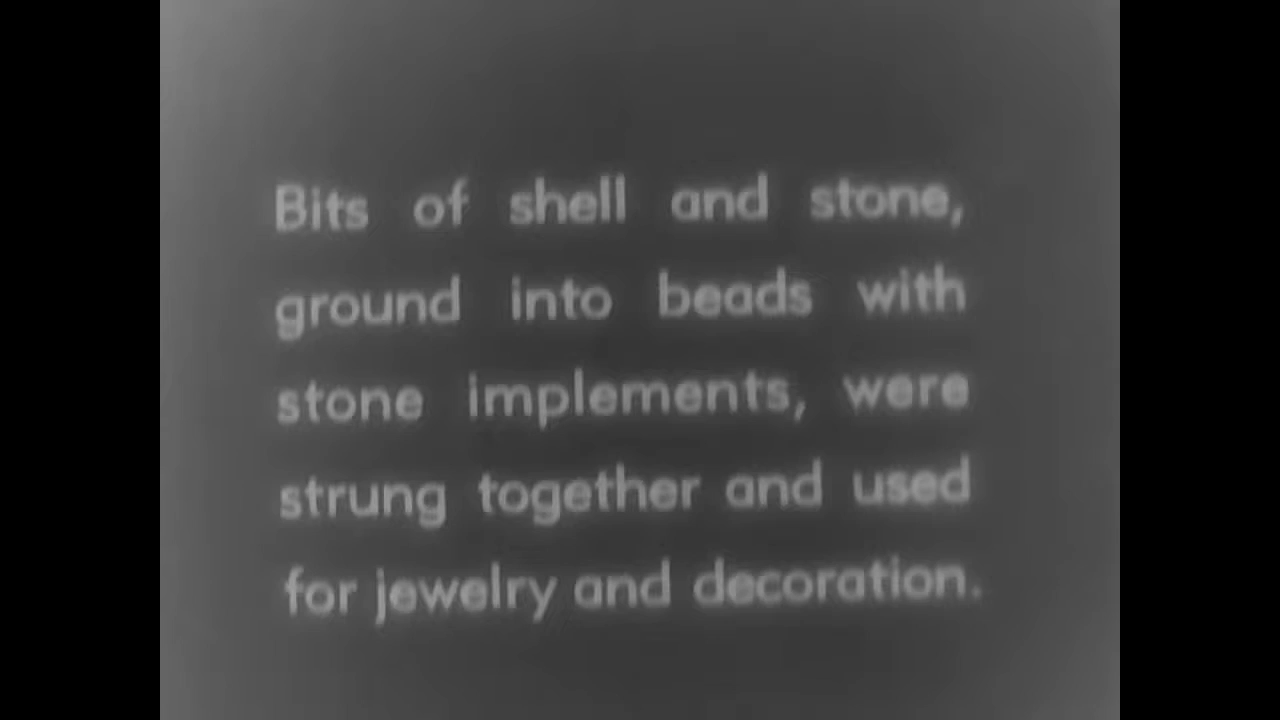 Bits of shell and stone,
ground into beads with
stone implements, were
strung together and used
for jewelry and decoration.